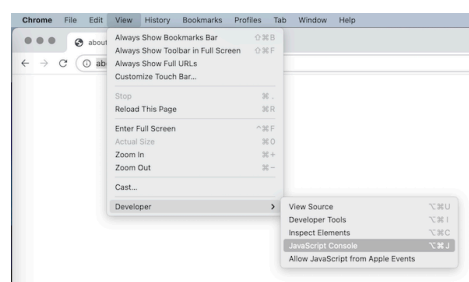 Chrome File Edit View History Bookmarks Profiles Tab Window Help
about
ab
Always Show Bookmarks Bar ⇧⌘B
Always Show Toolbar in Full Screen ⇧⌘F
Always Show Full URLs
Customize Touch Bar...
Stop ⌘.
Reload This Page ⌘R
Enter Full Screen ^⌘F
Actual Size ⌘0
Zoom In ⌘+
Zoom Out ⌘−
Cast...
Developer >
View Source ⌥⌘U
Developer Tools ⌥⌘I
Inspect Elements ⌥⌘C
JavaScript Console ⌥⌘J
Allow JavaScript from Apple Events